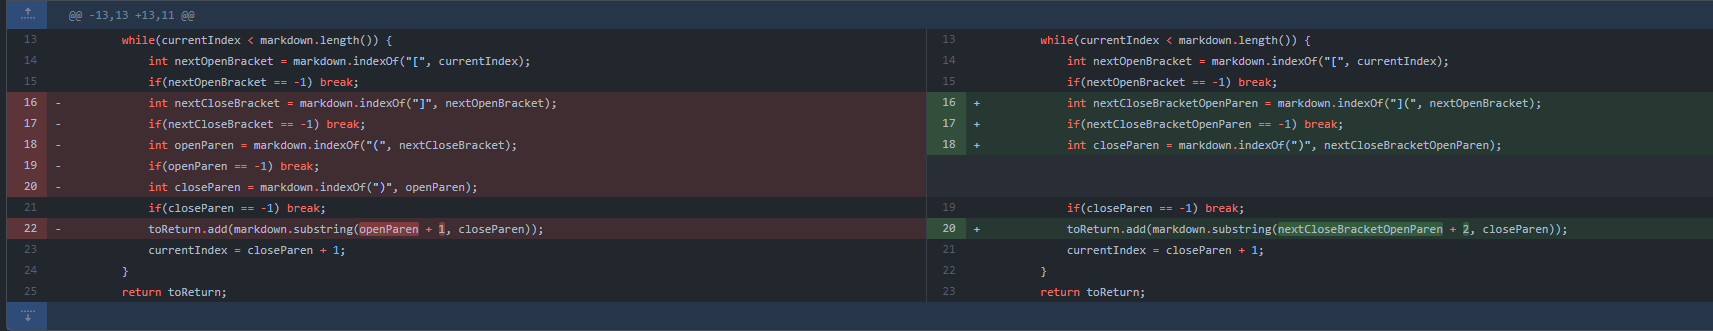 @@ -13,13 +13,11 @@
13 while(currentIndex < markdown.length()) {
14 int nextOpenBracket = markdown.indexOf("[", currentIndex);
15 if(nextOpenBracket == -1) break;
16 - int nextCloseBracket = markdown.indexOf("]", nextOpenBracket);
17 - if(nextCloseBracket == -1) break;
18 - int openParen = markdown.indexOf("(", nextCloseBracket);
19 - if(openParen == -1) break;
20 - int closeParen = markdown.indexOf(")", openParen);
21 if(closeParen == -1) break;
22 - toReturn.add(markdown.substring(openParen + 1, closeParen));
23 currentIndex = closeParen + 1;
24 }
25 return toReturn;
13 while(currentIndex < markdown.length()) {
14 int nextOpenBracket = markdown.indexOf("[", currentIndex);
15 if(nextOpenBracket == -1) break;
16 + int nextCloseBracketOpenParen = markdown.indexOf("](", nextOpenBracket);
17 + if(nextCloseBracketOpenParen == -1) break;
18 + int closeParen = markdown.indexOf(")", nextCloseBracketOpenParen);
19 if(closeParen == -1) break;
20 + toReturn.add(markdown.substring(nextCloseBracketOpenParen + 2, closeParen));
21 currentIndex = closeParen + 1;
22 }
23 return toReturn;